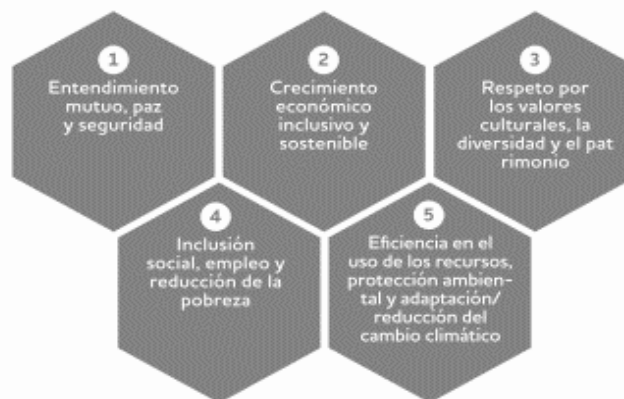 1
Entendimiento
mutuo, paz
y seguridad
2
Crecimiento
económico
inclusivo y
sostenible
3
Respeto por
los valores
culturales, la
diversidad y el pat
rimonio
4
Inclusión
social, empleo y
reducción de la
pobreza
5
Eficiencia en el
uso de los recursos,
protección ambien-
tal y adaptación/
reducción del
cambio climático